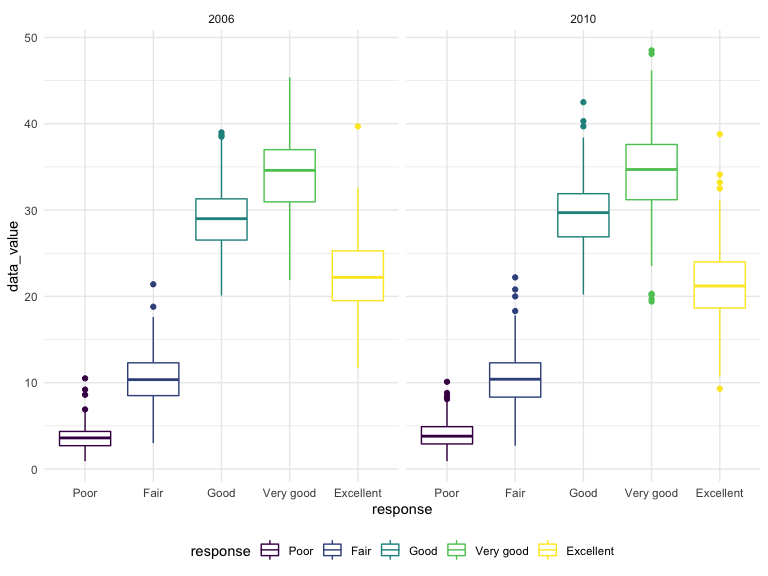 2006 2010
50
40
30
20
10
0
data_value
Poor Fair Good Very good Excellent Poor Fair Good Very good Excellent
response
response Poor Fair Good Very good Excellent